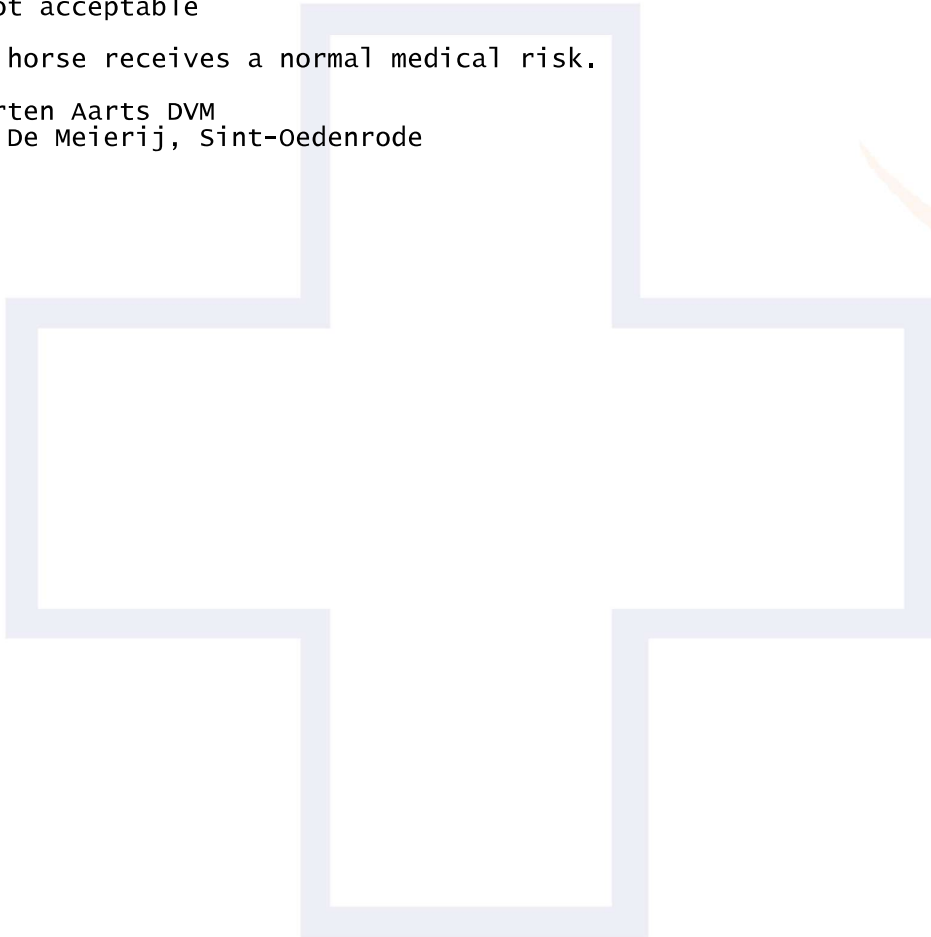 ot acceptable
horse receives a normal medical risk.
rten Aarts DVM
De Meierij, Sint-Oedenrode